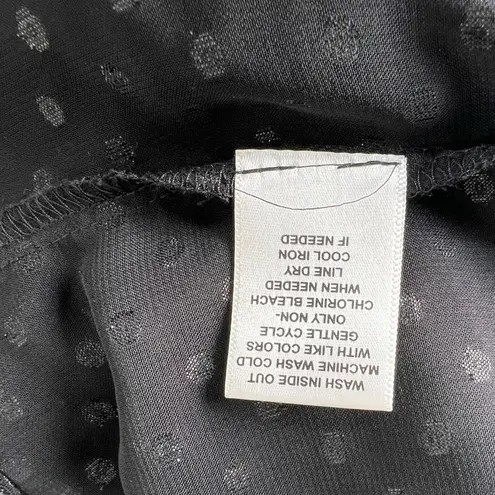 WASH INSIDE OUT
MACHINE WASH COLD
WITH LIKE COLORS
GENTLE CYCLE
ONLY NON-
CHLORINE BLEACH
WHEN NEEDED
LINE DRY
COOL IRON
IF NEEDED